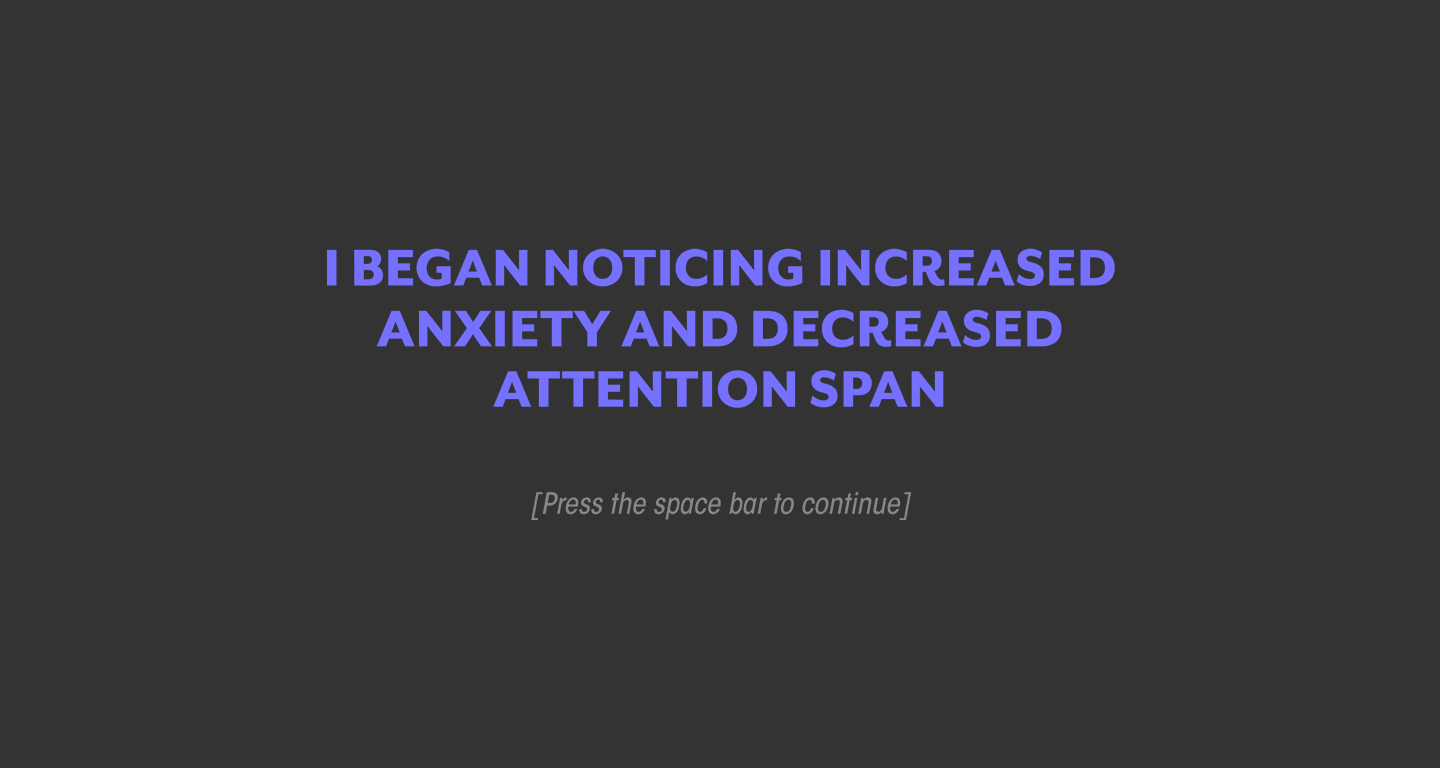 I BEGAN NOTICING INCREASED
ANXIETY AND DECREASED
ATTENTION SPAN
[Press the space bar to continue]